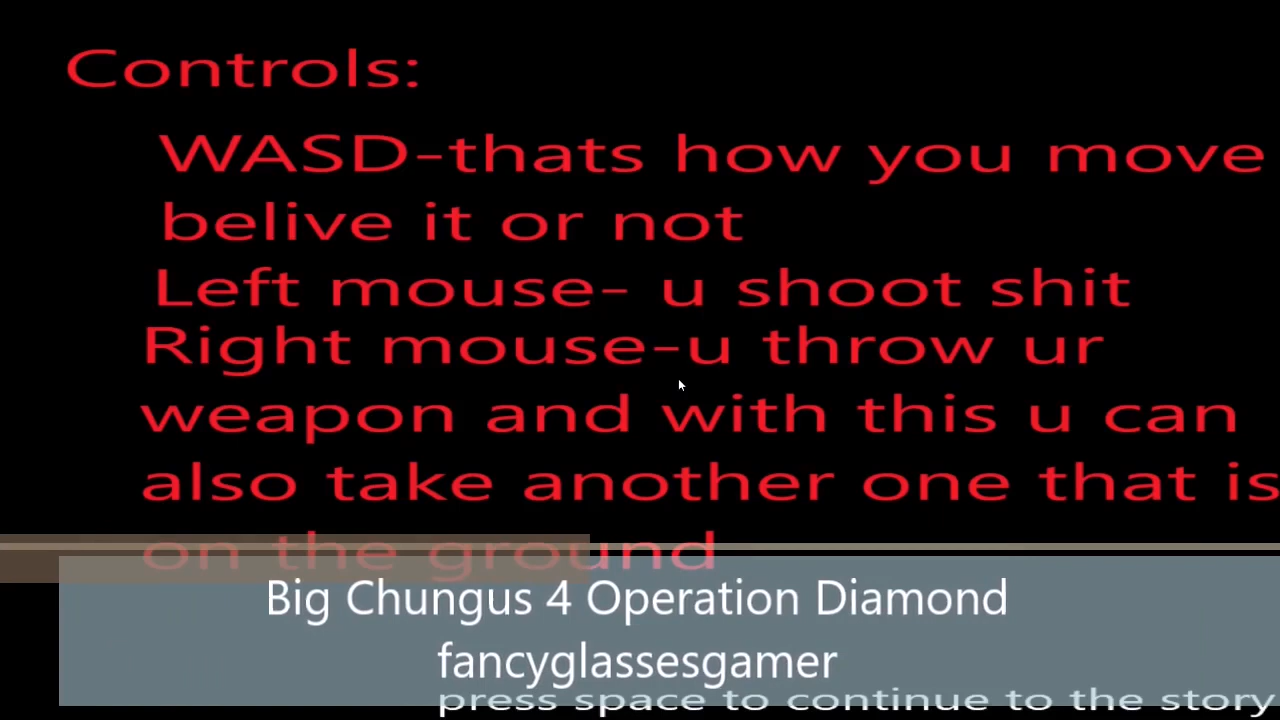 Controls:
WASD-thats how you move
belive it or not
Left mouse- u shoot shit
Right mouse-u throw ur
weapon and with this u can
also take another one that is
on the ground
Big Chungus 4 Operation Diamond
fancyglassesgamer
press space to continue to the story